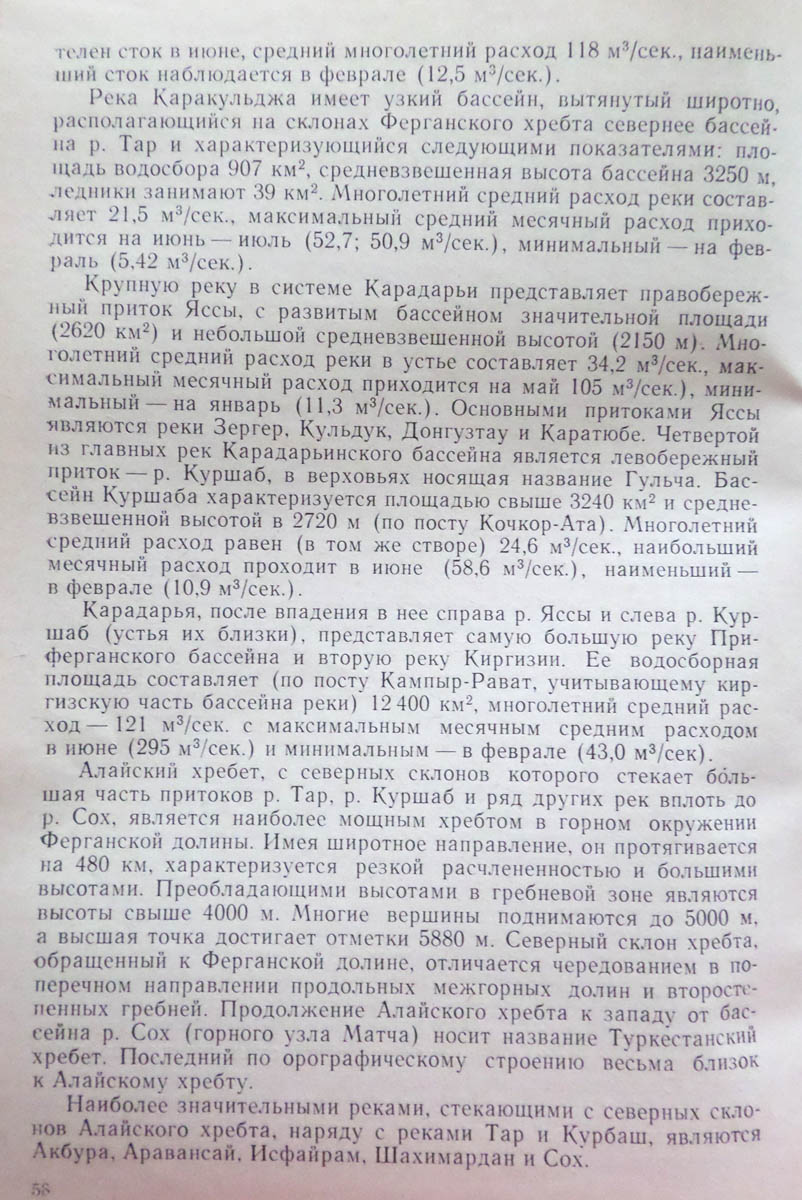 телен сток в июне, средний многолетний расход 118 м³/сек., наимень-
ший сток наблюдается в феврале (12,5 м³/сек.).
Река Каракульджа имеет узкий бассейн, вытянутый широтно,
располагающийся на склонах Ферганского хребта севернее бассей-
на р. Тар и характеризующийся следующими показателями: пло-
щадь водосбора 907 км², средневзвешенная высота бассейна 3250 м,
ледники занимают 39 км². Многолетний средний расход реки состав-
ляет 21,5 м³/сек., максимальный средний месячный расход прихо-
дится на июнь — июль (52,7; 50,9 м³/сек.), минимальный — на фев-
раль (5,42 м³/сек.).
Крупную реку в системе Карадарьи представляет правобереж-
ный приток Яссы, с развитым бассейном значительной площади
(2620 км²) и небольшой средневзвешенной высотой (2150 м). Мно-
голетний средний расход реки в устье составляет 34,2 м³/сек., мак-
симальный месячный расход приходится на май 105 м³/сек.), мини-
мальный — на январь (11,3 м³/сек.). Основными притоками Яссы
являются реки Зергер, Кульдук, Донгузтау и Каратюбе. Четвертой
из главных рек Карадарьинского бассейна является левобережный
приток — р. Куршаб, в верховьях носящая название Гульча. Бас-
сейн Куршаба характеризуется площадью свыше 3240 км² и средне-
взвешенной высотой в 2720 м (по посту Кочкор-Ата). Многолетний
средний расход равен (в том же створе) 24,6 м³/сек., наибольший
месячный расход проходит в июне (58,6 м³/сек.), наименьший —
в феврале (10,9 м³/сек.).
Карадарья, после впадения в нее справа р. Яссы и слева р. Кур-
шаб (устья их близки), представляет самую большую реку При-
ферганского бассейна и вторую реку Киргизии. Ее водосборная
площадь составляет (по посту Кампыр-Рават, учитывающему кир-
гизскую часть бассейна реки) 12 400 км², многолетний средний рас-
ход — 121 м³/сек. с максимальным месячным средним расходом
в июне (295 м³/сек.) и минимальным — в феврале (43,0 м³/сек).
Алайский хребет, с северных склонов которого стекает бо́ль-
шая часть притоков р. Тар, р. Куршаб и ряд других рек вплоть до
р. Сох, является наиболее мощным хребтом в горном окружении
Ферганской долины. Имея широтное направление, он протягивается
на 480 км, характеризуется резкой расчлененностью и большими
высотами. Преобладающими высотами в гребневой зоне являются
высоты свыше 4000 м. Многие вершины поднимаются до 5000 м,
а высшая точка достигает отметки 5880 м. Северный склон хребта,
обращенный к Ферганской долине, отличается чередованием в по-
перечном направлении продольных межгорных долин и второсте-
пенных гребней. Продолжение Алайского хребта к западу от бас-
сейна р. Сох (горного узла Матча) носит название Туркестанский
хребет. Последний по орографическому строению весьма близок
к Алайскому хребту.
Наиболее значительными реками, стекающими с северных скло-
нов Алайского хребта, наряду с реками Тар и Курбаш, являются
Акбура, Аравансай, Исфайрам, Шахимардан и Сох.
58